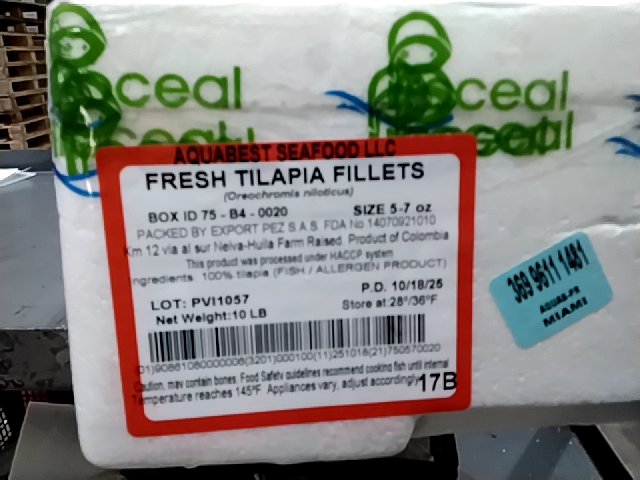 oceal
oceal
AQUABEST SEAFOOD LLC
FRESH TILAPIA FILLETS
(Oreochromis niloticus)
BOX ID 75 - B4 - 0020 SIZE 5-7 oz
PACKED BY EXPORT PEZ S.A.S. FDA No 14070921010
Km 12 via al sur Neiva-Huila Farm Raised. Product of Colombia
This product was processed under HACCP system
ngredients: 100% tilapia (FISH / ALLERGEN PRODUCT)
P.D. 10/18/25
LOT: PVI1057
Store at:28°/36°F
Net Weight:10 LB
(3201)000100(11)251018(21)750570020
Caution, may contain bones. Food Safety guidelines recommend cooking fish until internal
Temperature reaches 145°F. Appliances vary, adjust accordingly
17B
369 9611 1481
MIAMI